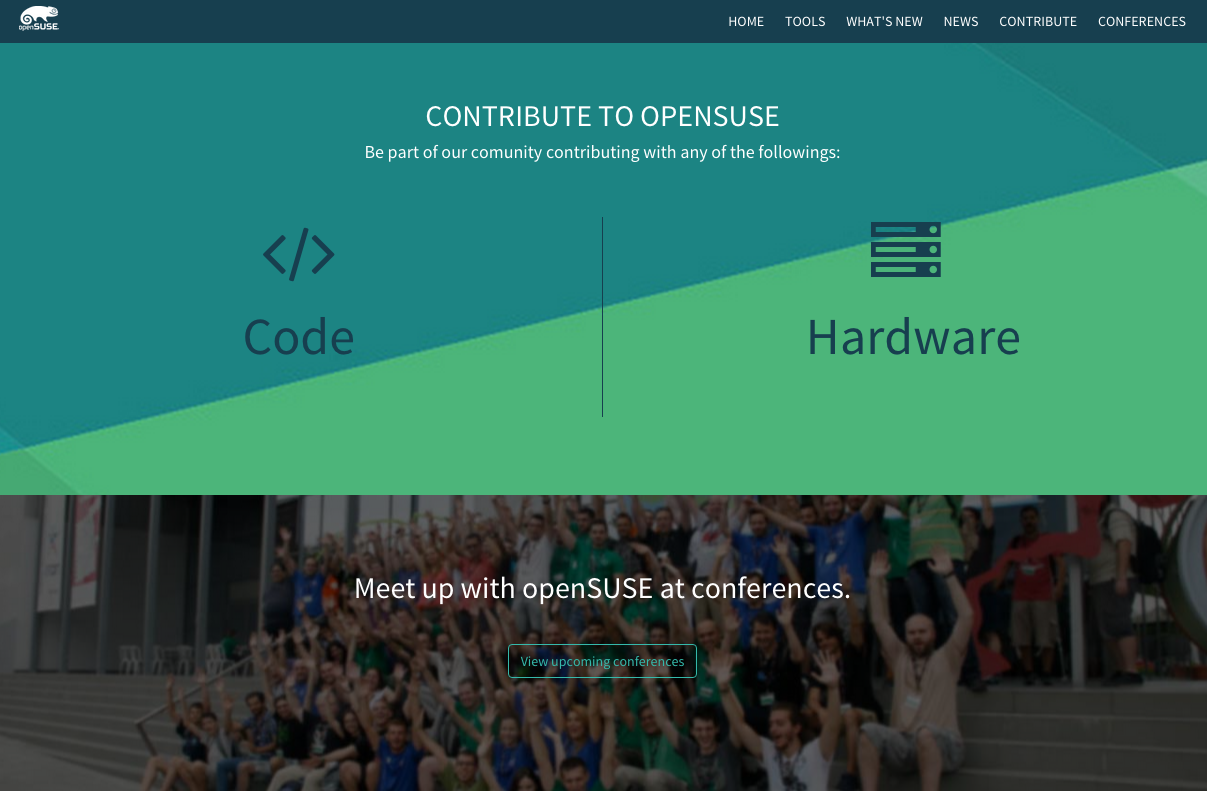 openSUSE.
HOME TOOLS WHAT'S NEW NEWS CONTRIBUTE CONFERENCES
CONTRIBUTE TO OPENSUSE
Be part of our comunity contributing with any of the followings:
Code
Hardware
Meet up with openSUSE at conferences.
View upcoming conferences